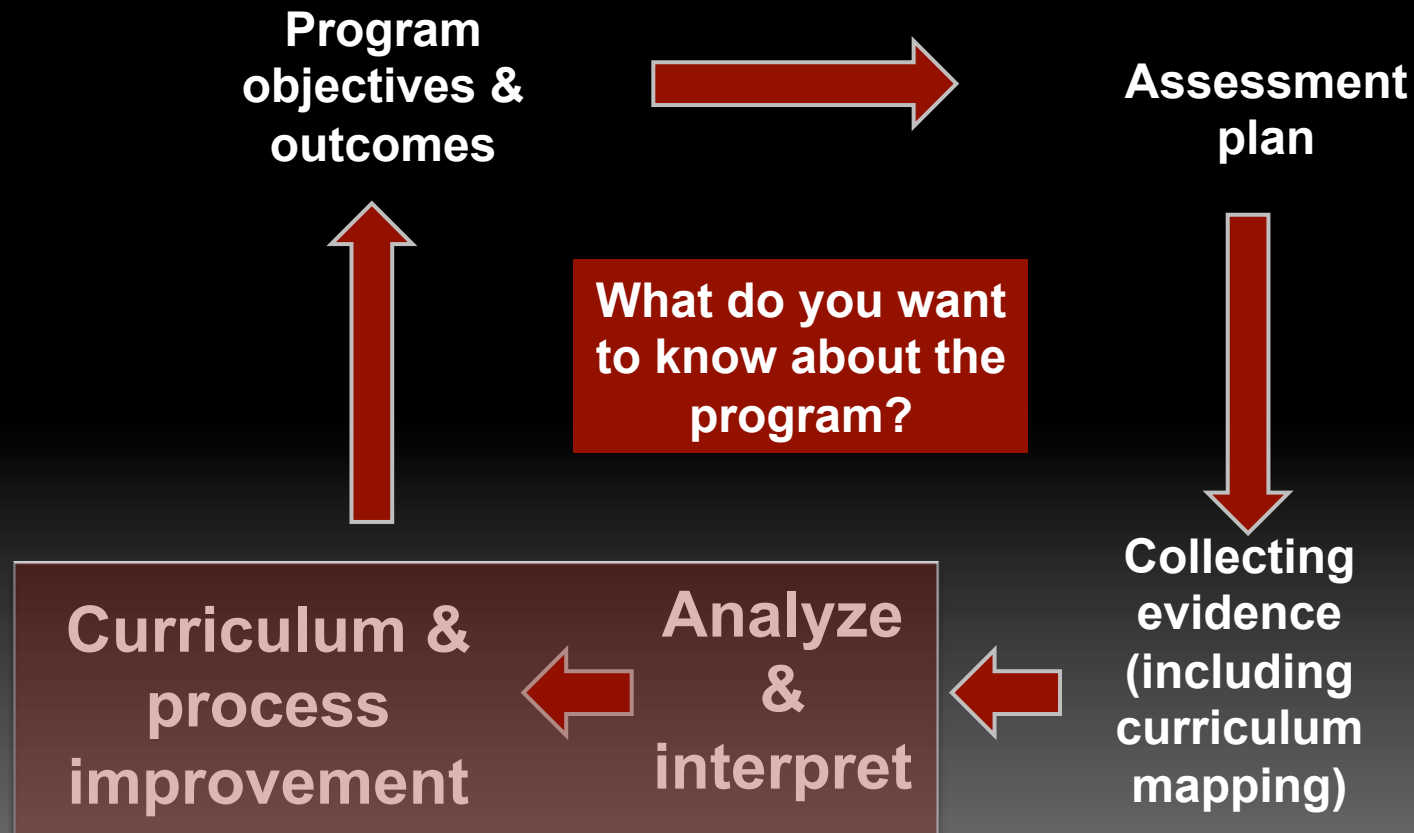 Program
objectives &
outcomes
Assessment
plan
What do you want
to know about the
program?
Collecting
evidence
(including
curriculum
mapping)
Analyze
&
interpret
Curriculum &
process
improvement